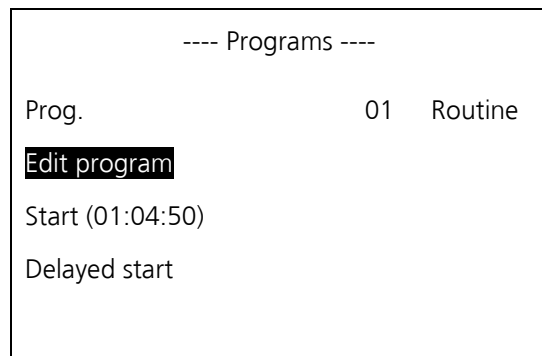 ---- Programs ----
Prog. 01 Routine
Edit program
Start (01:04:50)
Delayed start